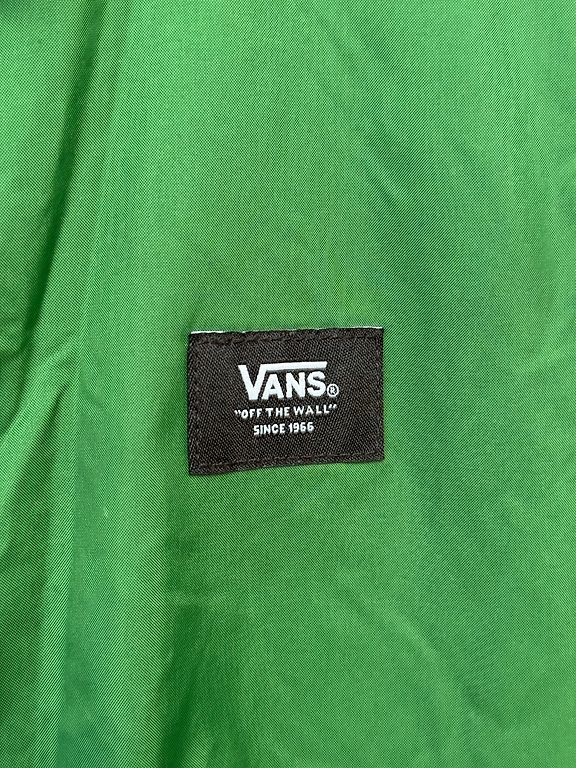 VANS®
"OFF THE WALL"
SINCE 1966